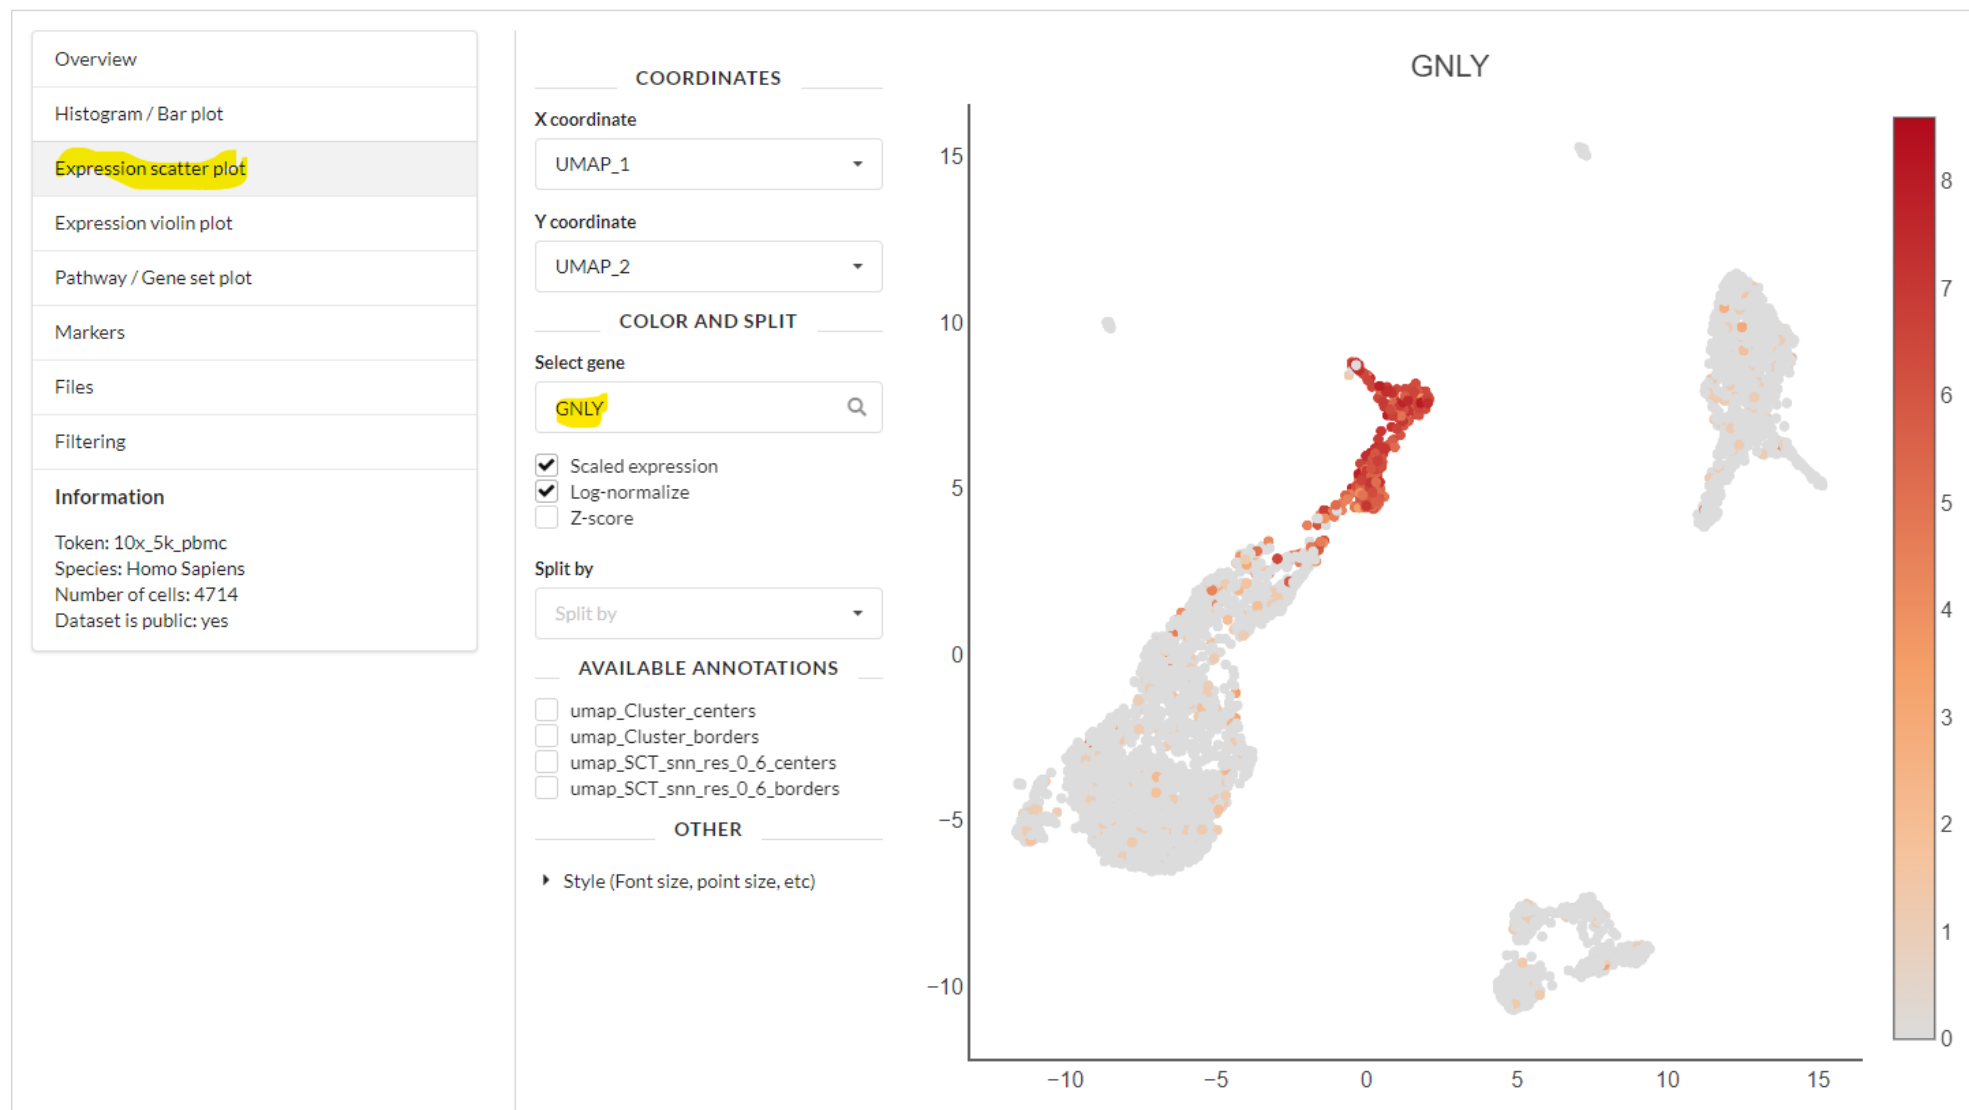 Overview
Histogram / Bar plot
Expression scatter plot
Expression violin plot
Pathway / Gene set plot
Markers
Files
Filtering
Information
Token: 10x_5k_pbmc
Species: Homo Sapiens
Number of cells: 4714
Dataset is public: yes
COORDINATES
X coordinate
UMAP_1
Y coordinate
UMAP_2
COLOR AND SPLIT
Select gene
GNLY
Scaled expression
Log-normalize
Z-score
Split by
Split by
AVAILABLE ANNOTATIONS
umap_Cluster_centers
umap_Cluster_borders
umap_SCT_snn_res_0_6_centers
umap_SCT_snn_res_0_6_borders
OTHER
Style (Font size, point size, etc)
GNLY
15
10
5
0
−5
−10
−10 −5 0 5 10 15
8
7
6
5
4
3
2
1
0